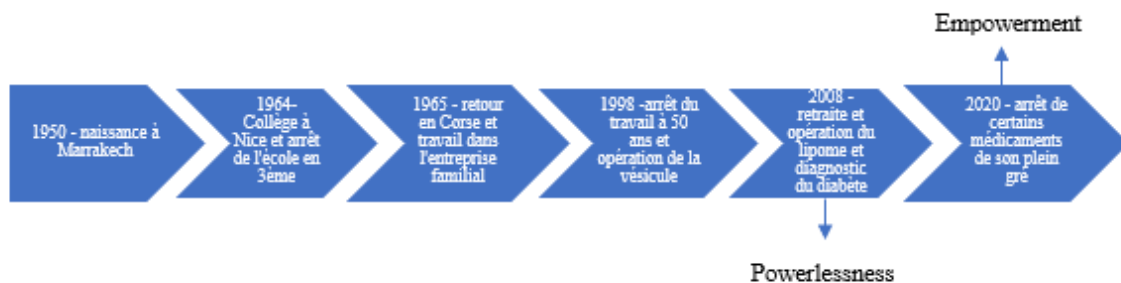 Empowerment
1950 - naissance à
Marrakech
1964-
Collège à
Nice et arrêt
de l'école en
3ème
1965 - retour
en Corse et
travail dans
l'entreprise
familial
1998 -arrêt du
travail à 50
ans et
opération de la
vésicule
2008 -
retraite et
opération du
lipome et
diagnostic
du diabète
2020 - arrêt de
certains
médicaments
de son plein
gré
Powerlessness